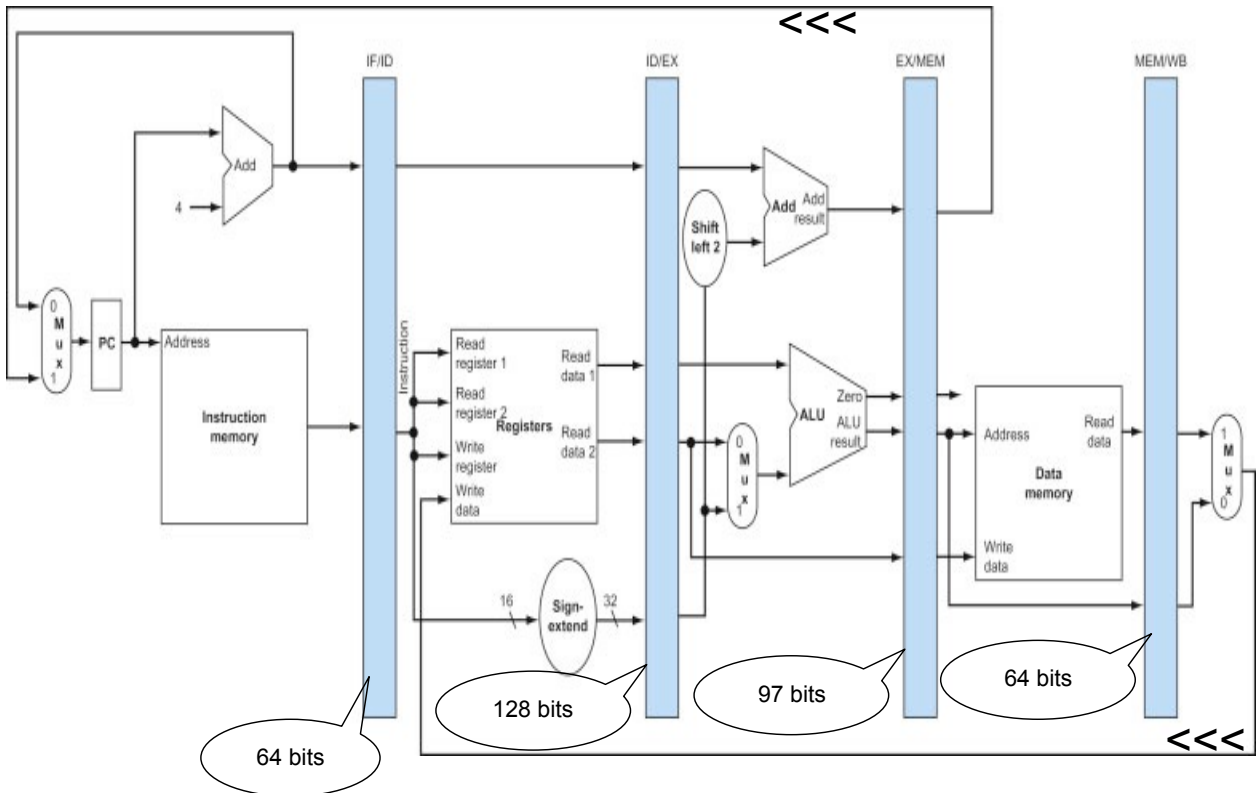 <<<
IF/ID
ID/EX
EX/MEM
MEM/WB
Add
4
Shift
left 2
Add
Add
result
0
M
u
x
1
PC
Address
Instruction
memory
Instruction
Read
register 1
Read
register 2
Write
register
Write
data
Registers
Read
data 1
Read
data 2
16
Sign-
extend
32
0
M
u
x
1
ALU
Zero
ALU
result
Address
Write
data
Data
memory
Read
data
1
M
u
x
0
64 bits
128 bits
97 bits
64 bits
<<<